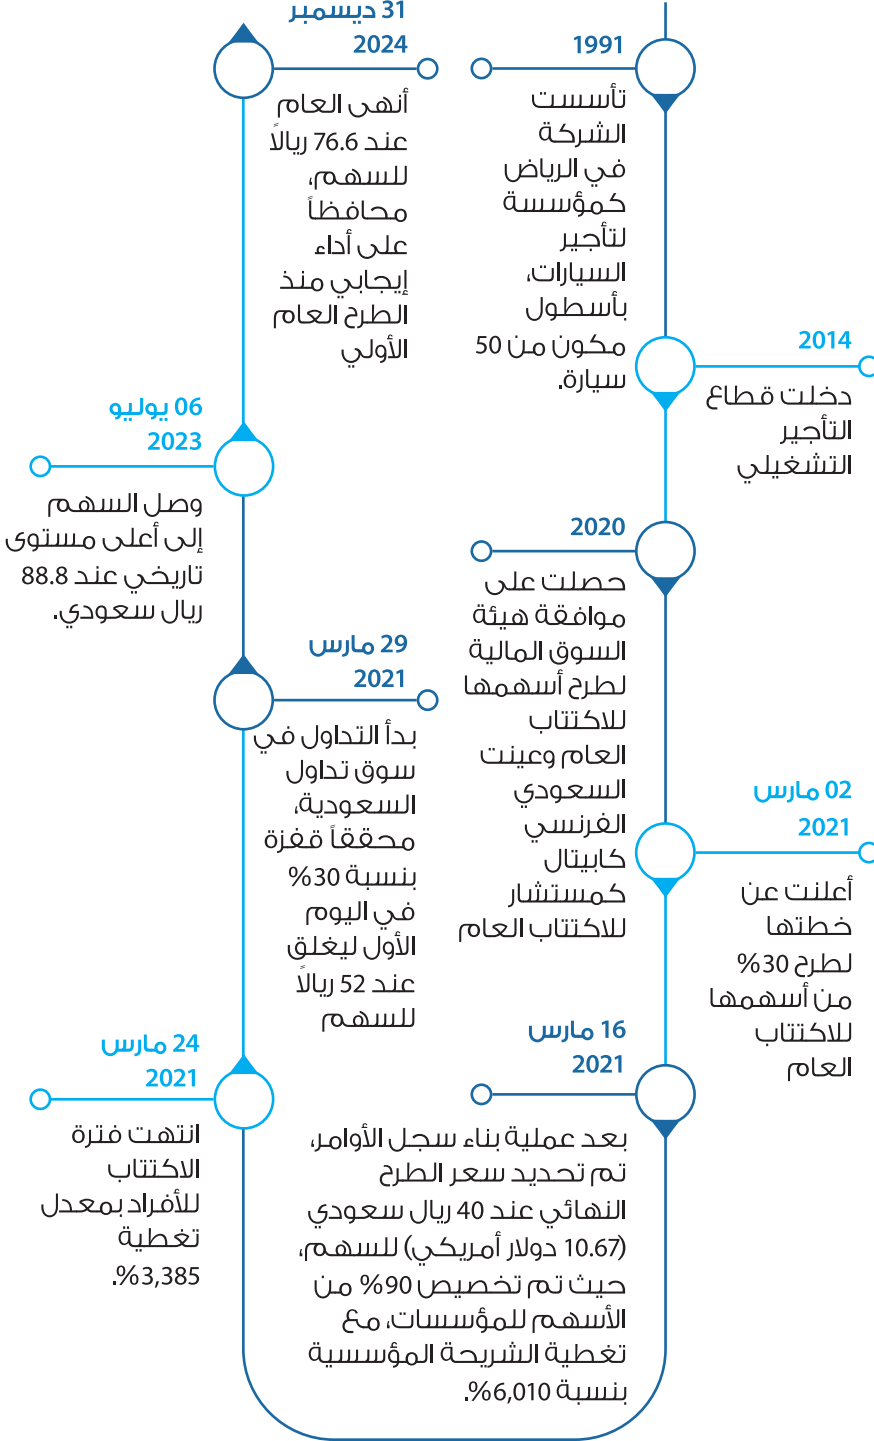 1991
تأسست
الشركة
في الرياض
كمؤسسة
لتأجير
السيارات،
بأسطول
مكون من 50
سيارة.
2014
دخلت قطاع
التأجير
التشغيلي
2020
حصلت على
موافقة هيئة
السوق المالية
لطرح أسهمها
للاكتتاب
العام وعينت
السعودي
الفرنسي
كابيتال
كمستشار
للاكتتاب العام
02 مارس
2021
أعلنت عن
خطتها
لطرح 30%
من أسهمها
للاكتتاب
العام
16 مارس
2021
بعد عملية بناء سجل الأوامر،
تم تحديد سعر الطرح
النهائي عند 40 ريال سعودي
(10.67 دولار أمريكي) للسهم،
حيث تم تخصيص 90% من
الأسهم للمؤسسات، مع
تغطية الشريحة المؤسسية
بنسبة 6,010%.
24 مارس
2021
انتهت فترة
الاكتتاب
للأفراد بمعدل
تغطية
3,385%.
29 مارس
2021
بدأ التداول في
سوق تداول
السعودية،
محققاً قفزة
بنسبة 30%
في اليوم
الأول ليغلق
عند 52 ريالاً
للسهم
06 يوليو
2023
وصل السهم
إلى أعلى مستوى
تاريخي عند 88.8
ريال سعودي.
31 ديسمبر
2024
أنهى العام
عند 76.6 ريالاً
للسهم،
محافظاً
على أداء
إيجابي منذ
الطرح العام
الأولي